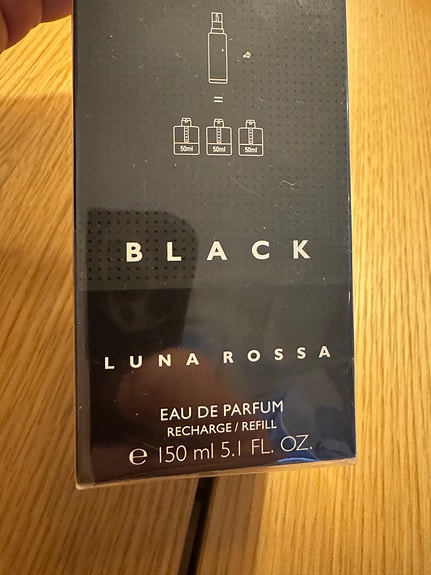 =
50ml 50ml 50ml
BLACK
LUNA ROSSA
EAU DE PARFUM
RECHARGE / REFILL
℮ 150 ml 5.1 FL. OZ.